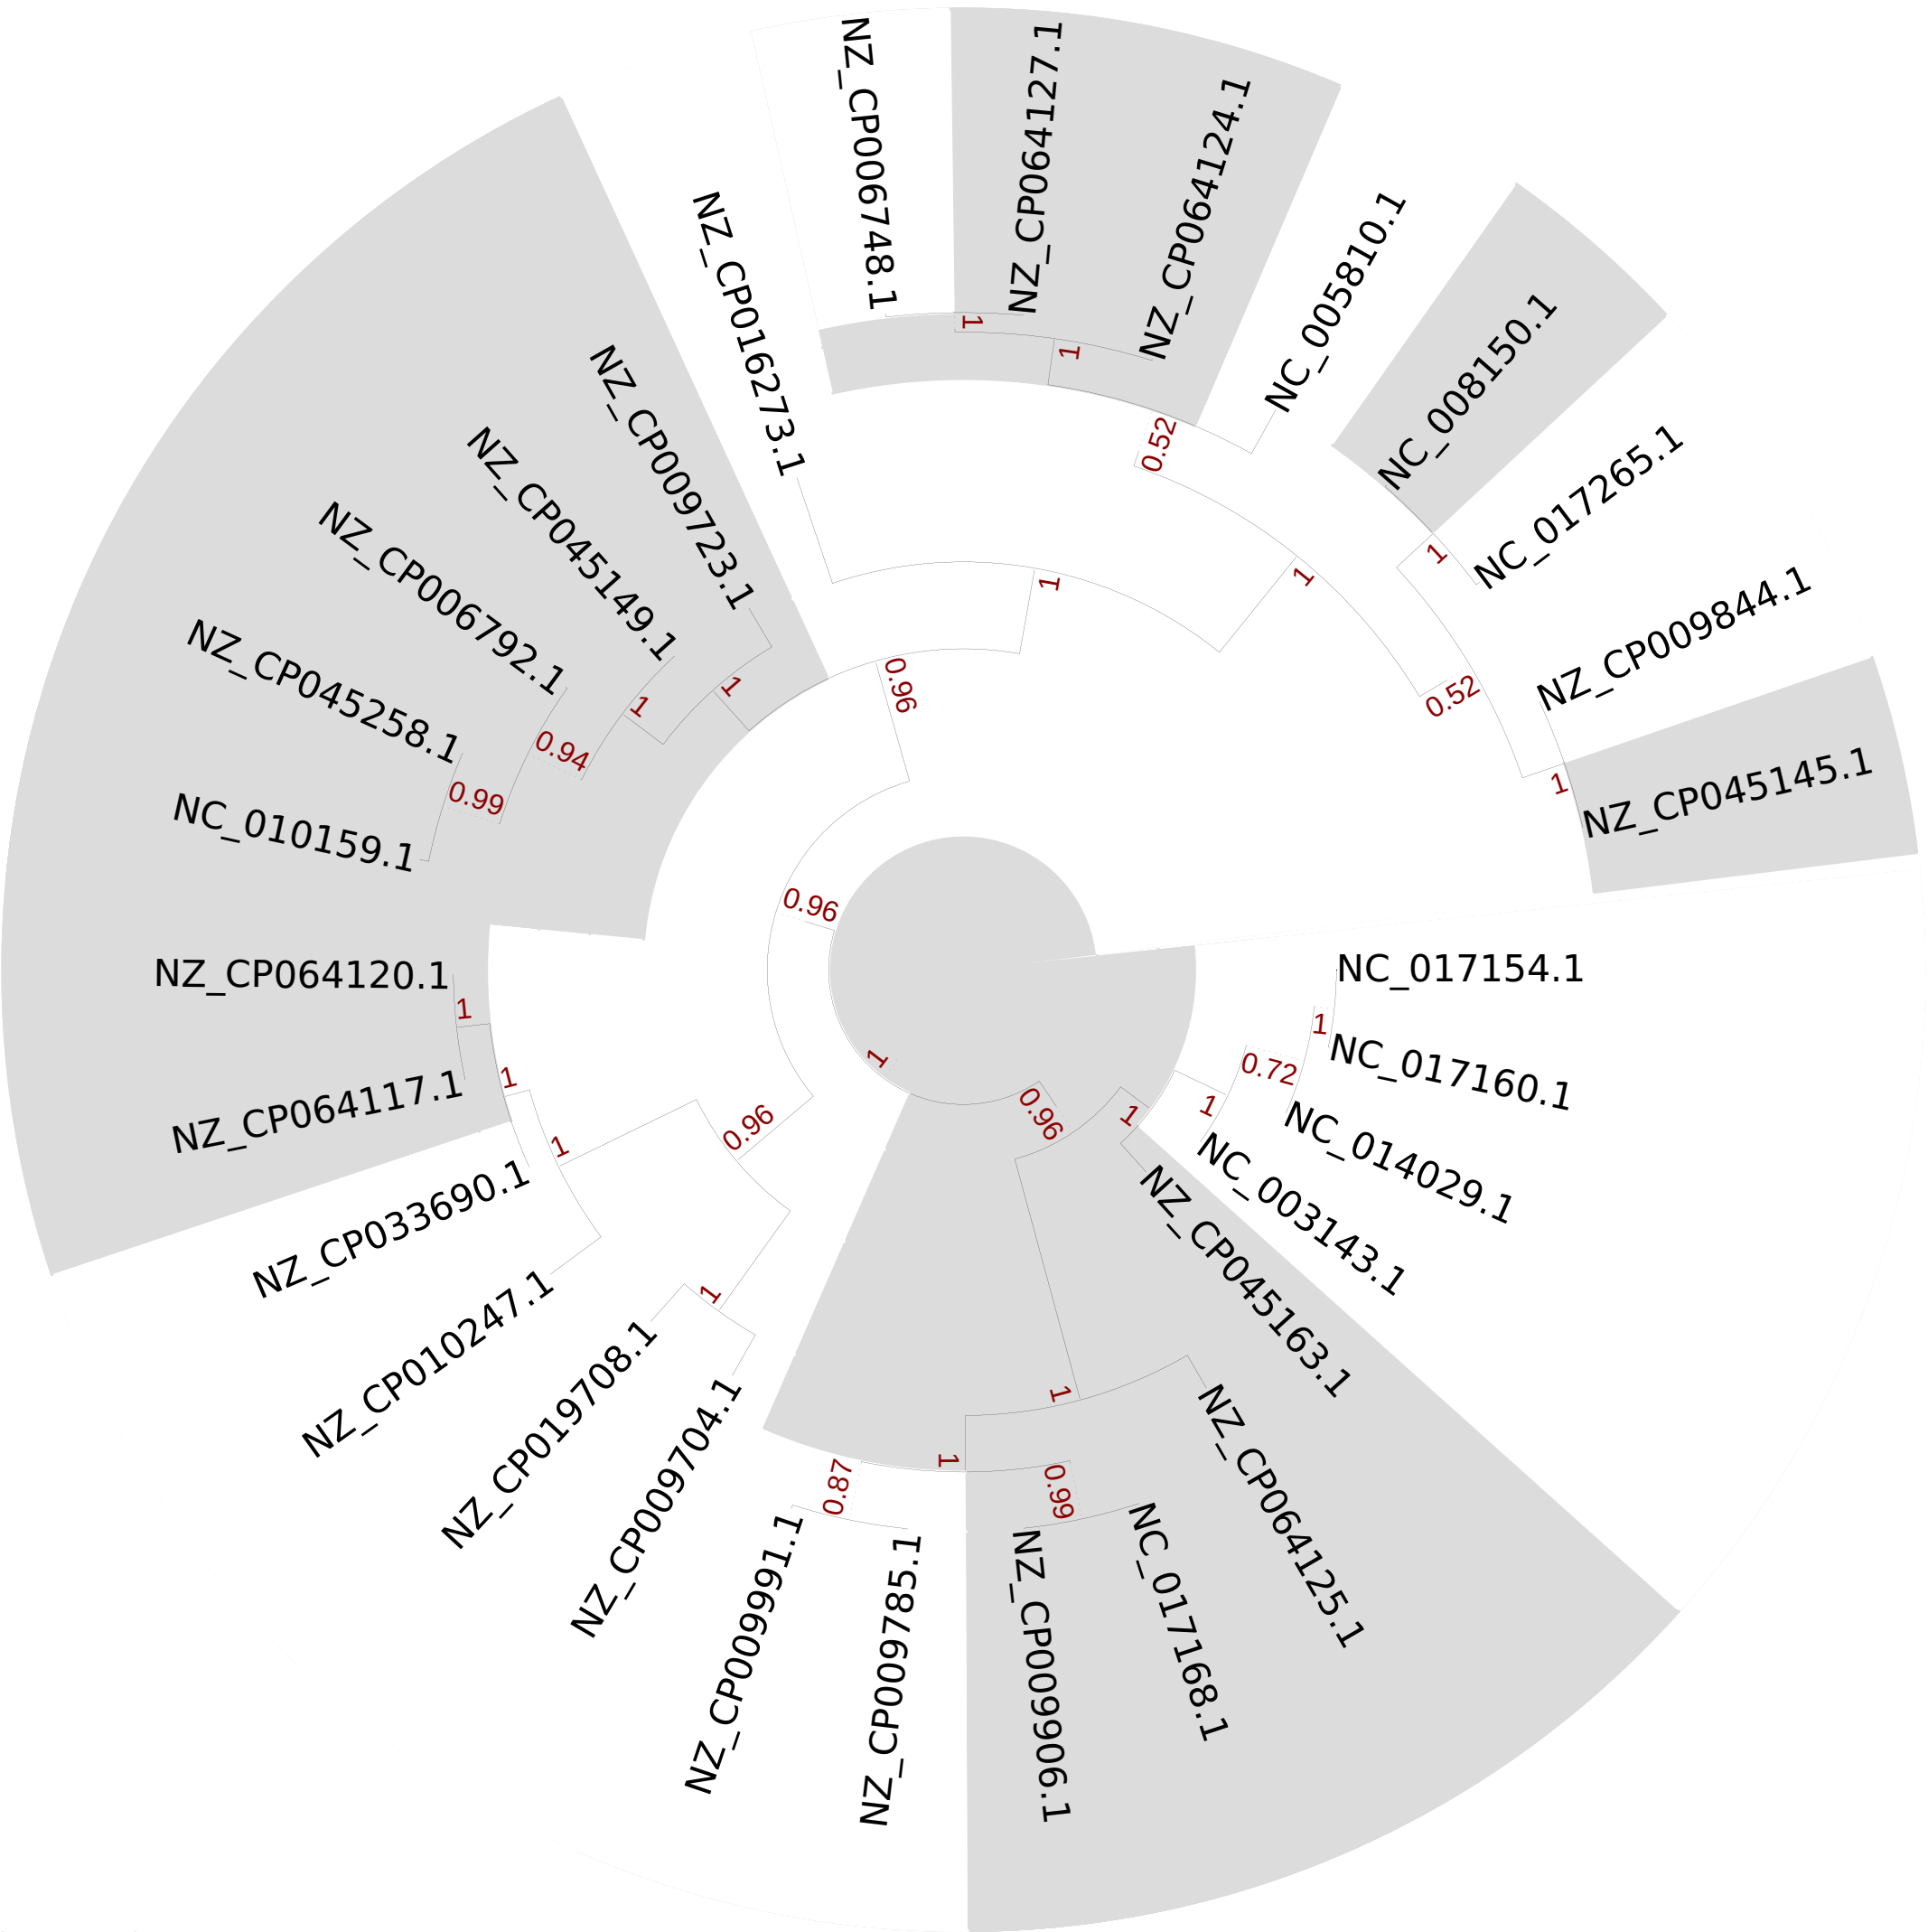 NZ_CP006748.1
NZ_CP064127.1
NZ_CP064124.1
NC_005810.1
NC_008150.1
NC_017265.1
NZ_CP009844.1
NZ_CP045145.1
NC_017154.1
NC_017160.1
NC_014029.1
NC_003143.1
NZ_CP045163.1
NZ_CP064125.1
NC_017168.1
NZ_CP009906.1
NZ_CP009785.1
NZ_CP009991.1
NZ_CP009704.1
NZ_CP019708.1
NZ_CP010247.1
NZ_CP033690.1
NZ_CP064117.1
NZ_CP064120.1
NC_010159.1
NZ_CP045258.1
NZ_CP006792.1
NZ_CP045149.1
NZ_CP009723.1
NZ_CP016273.1
1
1
0.52
1
1
1
0.52
1
0.96
1
1
0.94
0.99
0.96
1
1
1
0.96
1
1
0.96
1
1
0.72
1
1
1
0.99
0.87